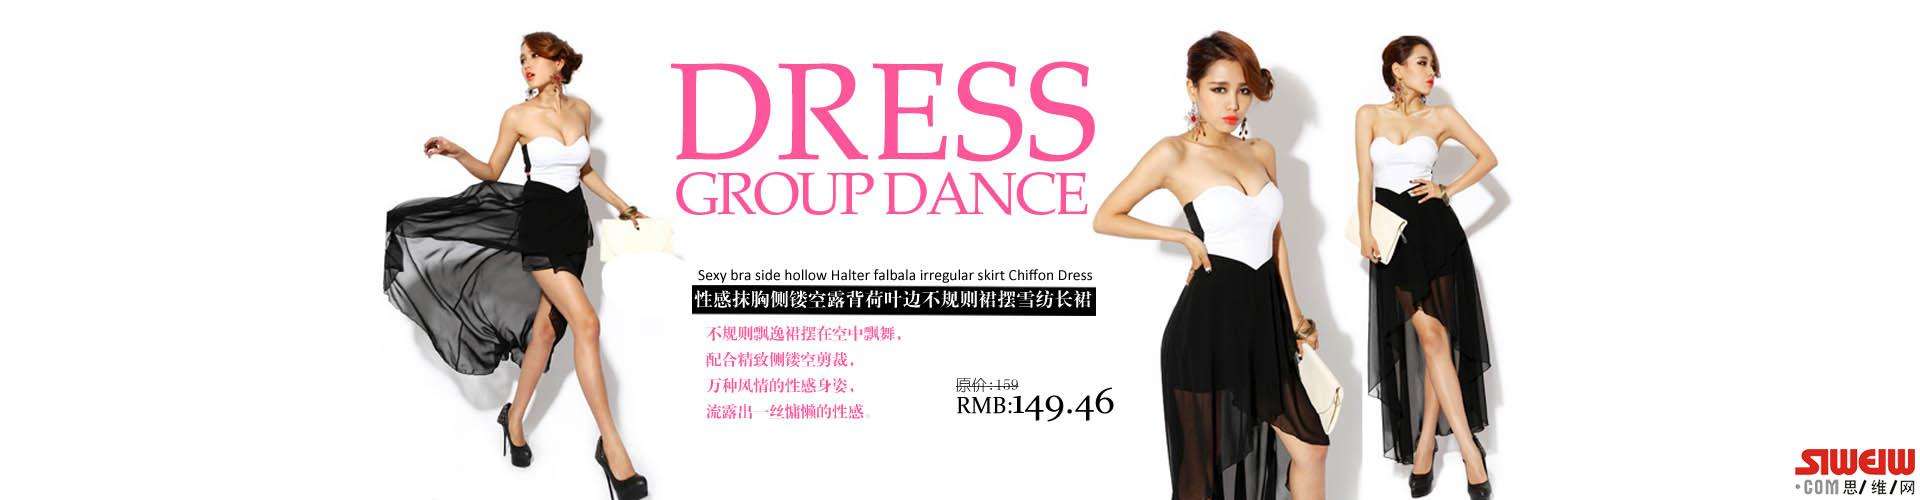 DRESS
GROUP DANCE
Sexy bra side hollow Halter falbala irregular skirt Chiffon Dress
性感抹胸侧镂空露背荷叶边不规则裙摆雪纺长裙
不规则飘逸裙摆在空中飘舞，
配合精致侧镂空剪裁，
万种风情的性感身姿，
流露出一丝慵懒的性感。
原价:159
RMB:149.46
SIWEIW
.COM思/维/网